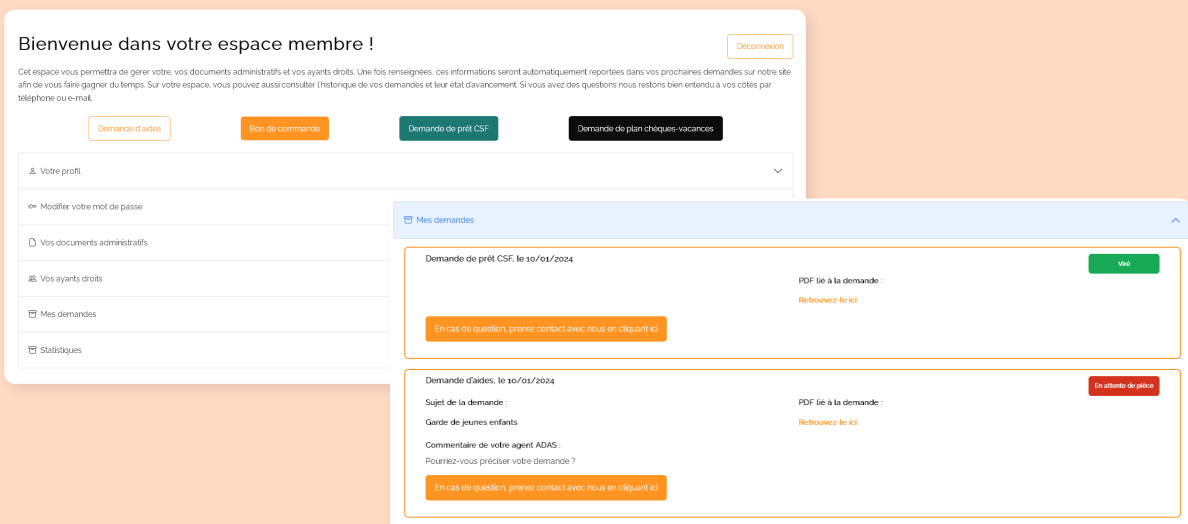 Bienvenue dans votre espace membre !
Déconnexion
Cet espace vous permettra de gérer votre, vos documents administratifs et vos ayants droits. Une fois renseignées, ces informations seront automatiquement reportées dans vos prochaines demandes sur notre site
afin de vous faire gagner du temps. Sur votre espace, vous pouvez aussi consulter l'historique de vos demandes et leur état d'avancement. Si vous avez des questions nous restons bien entendu à vos côtés par
téléphone ou e-mail.
Demande d'aides
Bon de commande
Demande de prêt CSF
Demande de plan chèques-vacances
Votre profil
Modifier votre mot de passe
Vos documents administratifs
Vos ayants droits
Mes demandes
Statistiques
Mes demandes
Demande de prêt CSF, le 10/01/2024
Viré
PDF lié à la demande :
Retrouvez-le ici
En cas de question, prenez contact avec nous en cliquant ici
Demande d'aides, le 10/01/2024
En attente de pièce
Sujet de la demande :
PDF lié à la demande :
Garde de jeunes enfants
Retrouvez-le ici
Commentaire de votre agent ADAS :
Pourriez-vous préciser votre demande ?
En cas de question, prenez contact avec nous en cliquant ici